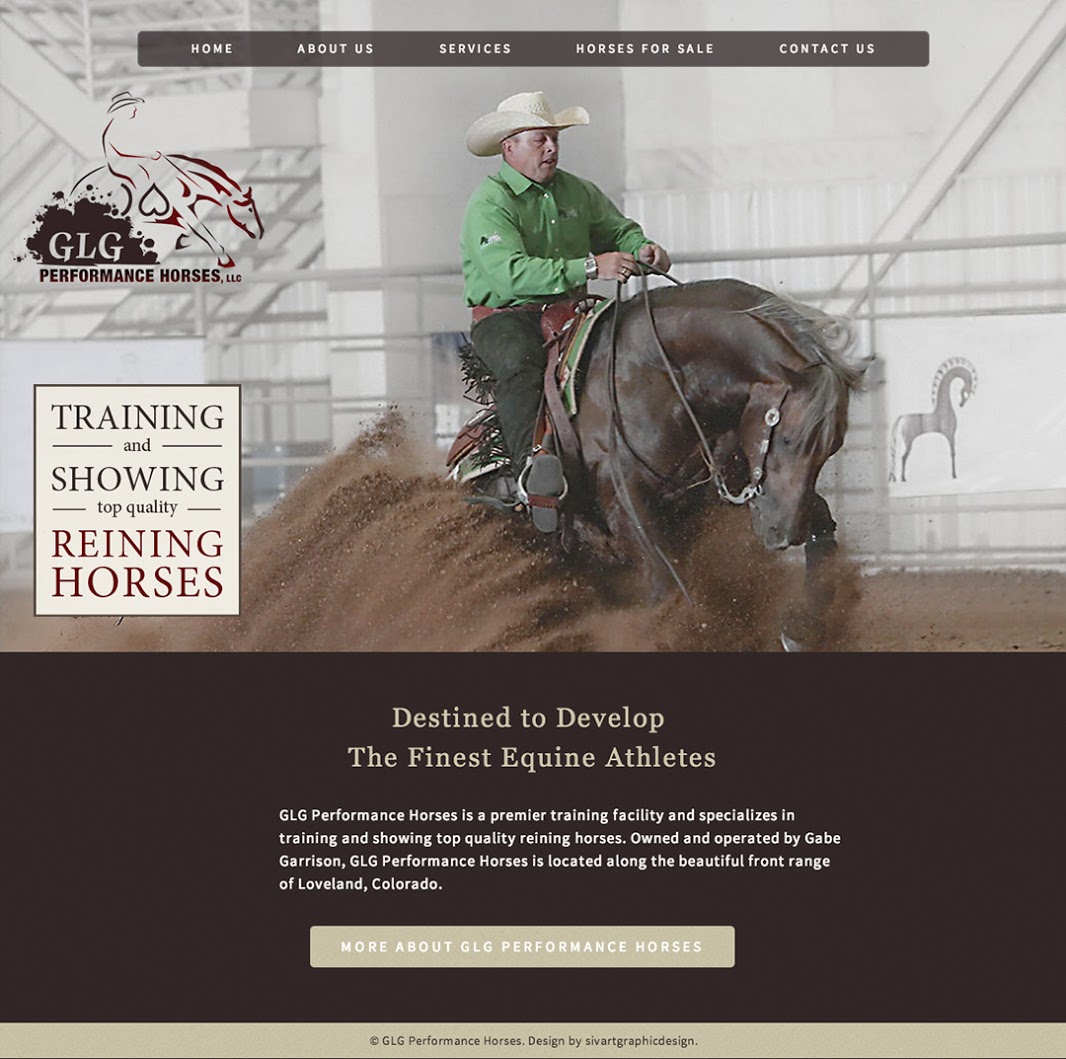 HOME ABOUT US SERVICES HORSES FOR SALE CONTACT US
GLG
PERFORMANCE HORSES, LLC
TRAINING
and
SHOWING
top quality
REINING
HORSES
Destined to Develop
The Finest Equine Athletes
GLG Performance Horses is a premier training facility and specializes in
training and showing top quality reining horses. Owned and operated by Gabe
Garrison, GLG Performance Horses is located along the beautiful front range
of Loveland, Colorado.
MORE ABOUT GLG PERFORMANCE HORSES
© GLG Performance Horses. Design by sivartgraphicdesign.